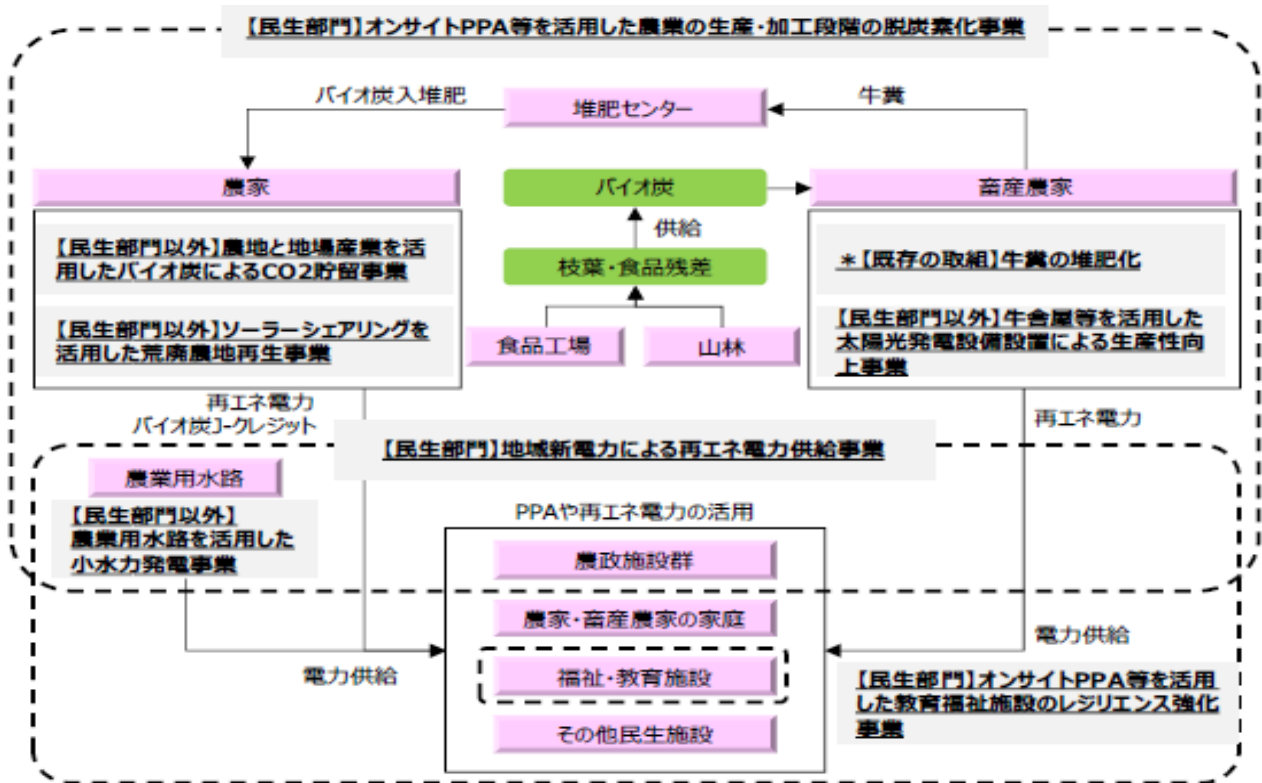 【民生部門】オンサイトPPA等を活用した農業の生産・加工段階の脱炭素化事業
バイオ炭入堆肥
堆肥センター
牛糞
農家
バイオ炭
畜産農家
供給
【民生部門以外】農地と地場産業を活
用したバイオ炭によるCO2貯留事業
枝葉・食品残差
＊【既存の取組】牛糞の堆肥化
【民生部門以外】ソーラーシェアリングを
活用した荒廃農地再生事業
食品工場
山林
【民生部門以外】牛舎屋等を活用した
太陽光発電設備設置による生産性向
上事業
再エネ電力
バイオ炭J-クレジット
再エネ電力
【民生部門】地域新電力による再エネ電力供給事業
農業用水路
【民生部門以外】
農業用水路を活用した
小水力発電事業
PPAや再エネ電力の活用
農政施設群
農家・畜産農家の家庭
福祉・教育施設
その他民生施設
電力供給
電力供給
【民生部門】オンサイトPPA等を活用
した教育福祉施設のレジリエンス強化
事業